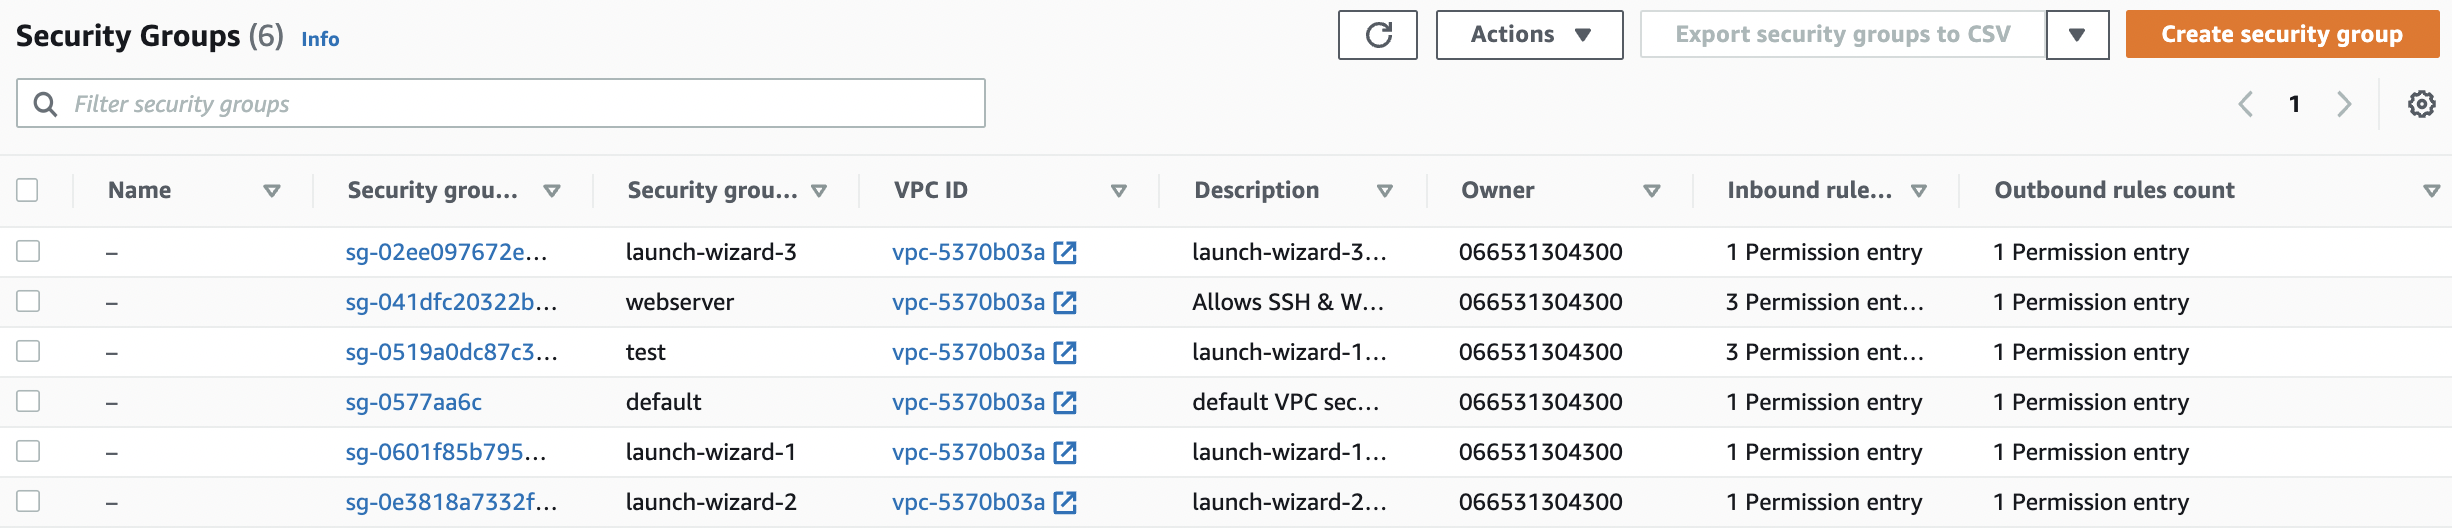 Security Groups (6) Info Actions Export security groups to CSV Create security group
Filter security groups 1
Name Security grou... Security grou... VPC ID Description Owner Inbound rule... Outbound rules count
– sg-02ee097672e... launch-wizard-3 vpc-5370b03a launch-wizard-3... 066531304300 1 Permission entry 1 Permission entry
– sg-041dfc20322b... webserver vpc-5370b03a Allows SSH & W... 066531304300 3 Permission ent... 1 Permission entry
– sg-0519a0dc87c3... test vpc-5370b03a launch-wizard-1... 066531304300 3 Permission ent... 1 Permission entry
– sg-0577aa6c default vpc-5370b03a default VPC sec... 066531304300 1 Permission entry 1 Permission entry
– sg-0601f85b795... launch-wizard-1 vpc-5370b03a launch-wizard-1... 066531304300 1 Permission entry 1 Permission entry
– sg-0e3818a7332f... launch-wizard-2 vpc-5370b03a launch-wizard-2... 066531304300 1 Permission entry 1 Permission entry